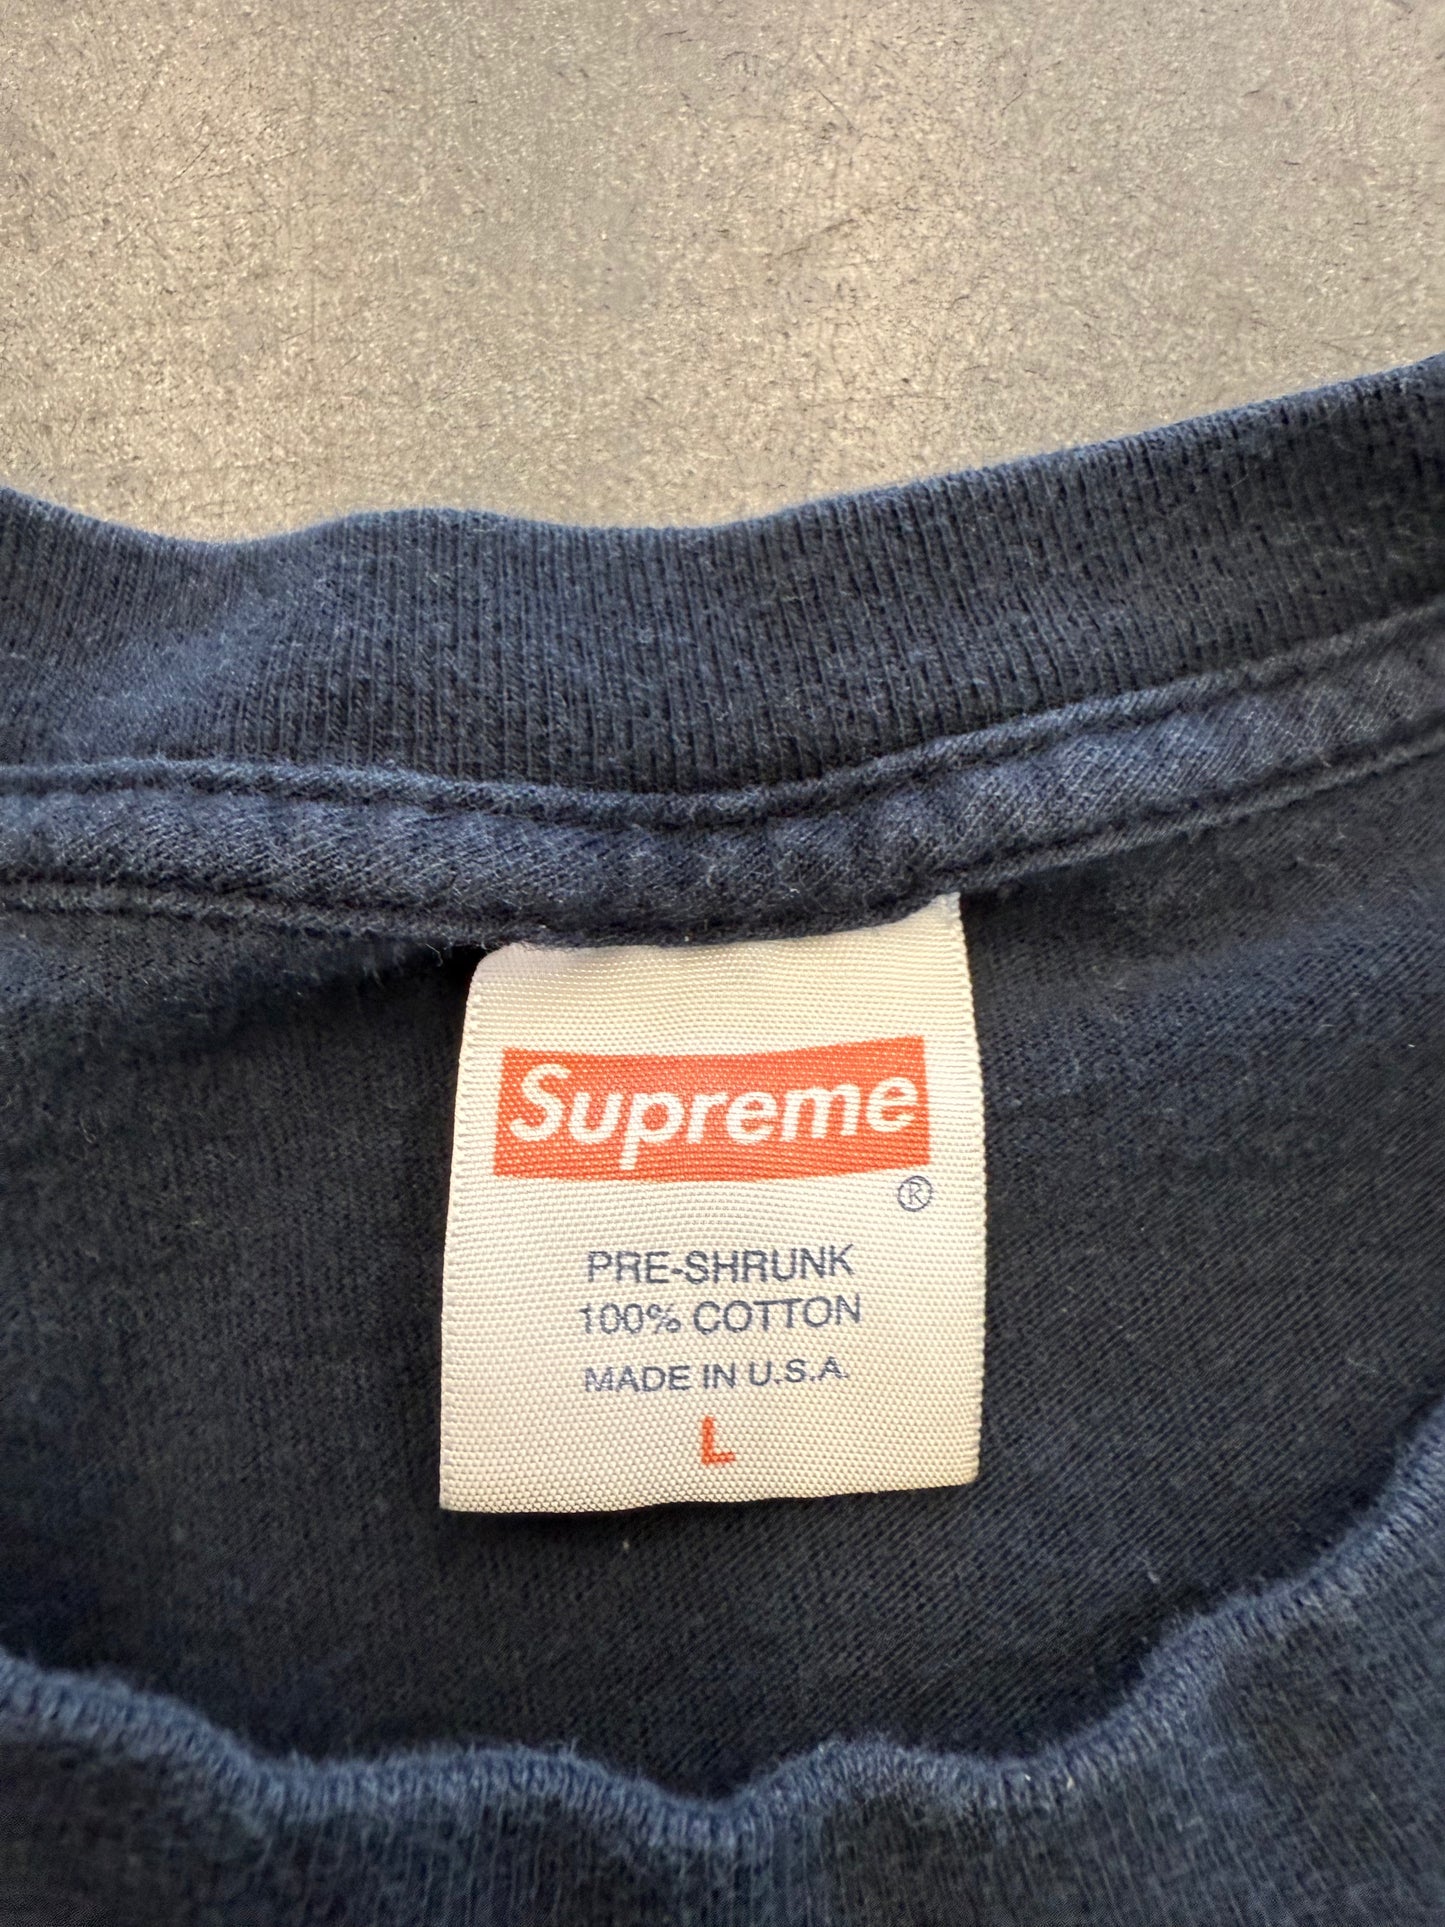 Supreme
®
PRE-SHRUNK
100% COTTON
MADE IN U.S.A.
L